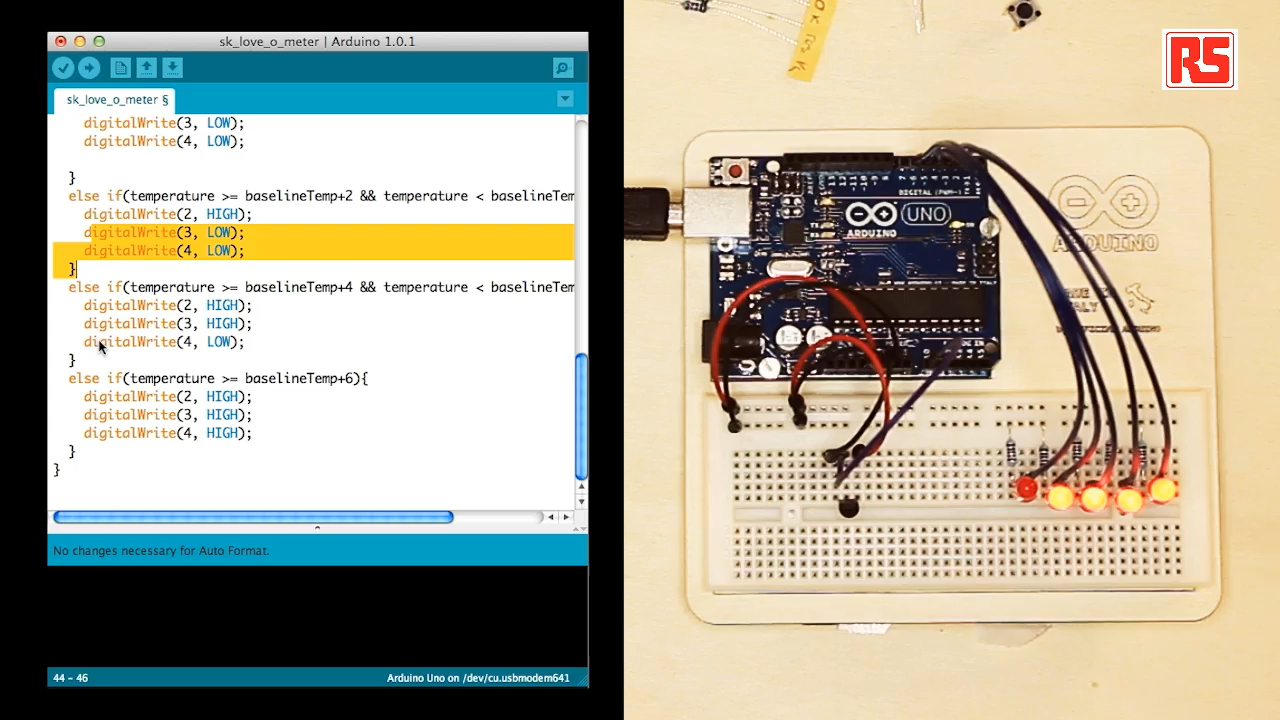 sk_love_o_meter | Arduino 1.0.1
sk_love_o_meter §
digitalWrite(3, LOW);
digitalWrite(4, LOW);
}
else if(temperature >= baselineTemp+2 && temperature < baselineTem
digitalWrite(2, HIGH);
digitalWrite(3, LOW);
digitalWrite(4, LOW);
}
else if(temperature >= baselineTemp+4 && temperature < baselineTem
digitalWrite(2, HIGH);
digitalWrite(3, HIGH);
digitalWrite(4, LOW);
}
else if(temperature >= baselineTemp+6){
digitalWrite(2, HIGH);
digitalWrite(3, HIGH);
digitalWrite(4, HIGH);
}
}
No changes necessary for Auto Format.
44 - 46
Arduino Uno on /dev/cu.usbmodem641
RS
DIGITAL (PWM~)
UNO
ARDUINO
ARDUINO